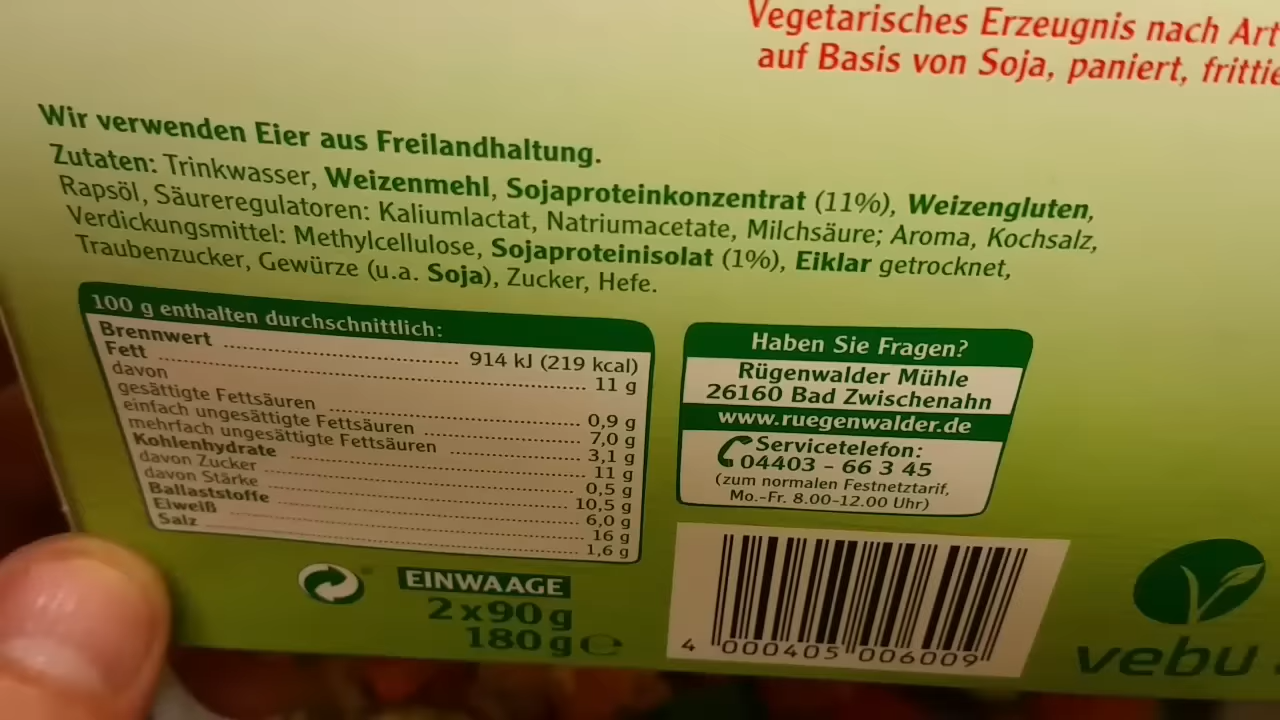 Vegetarisches Erzeugnis nach Art
auf Basis von Soja, paniert,
Wir verwenden Eier aus Freilandhaltung.
Zutaten: Trinkwasser, Weizenmehl, Sojaproteinkonzentrat (11%), Weizengluten,
Rapsöl, Säureregulatoren: Kaliumlactat, Natriumacetate, Milchsäure; Aroma, Kochsalz,
Verdickungsmittel: Methylcellulose, Sojaproteinisolat (1%), Eiklar getrocknet,
Traubenzucker, Gewürze (u.a. Soja), Zucker, Hefe.
100 g enthalten durchschnittlich:
Brennwert 914 kJ (219 kcal)
Fett 11 g
davon
gesättigte Fettsäuren 0,9 g
einfach ungesättigte Fettsäuren 7,0 g
mehrfach ungesättigte Fettsäuren 3,1 g
Kohlenhydrate 11 g
davon Zucker 0,5 g
davon Stärke 10,5 g
Ballaststoffe 6,0 g
Eiweiß 16 g
Salz 1,6 g
Haben Sie Fragen?
Rügenwalder Mühle
26160 Bad Zwischenahn
www.ruegenwalder.de
Servicetelefon:
04403 - 66 3 45
(zum normalen Festnetztarif,
Mo.-Fr. 8.00-12.00 Uhr)
EINWAAGE
2x90g
180g e
4 000405 006009
vebu